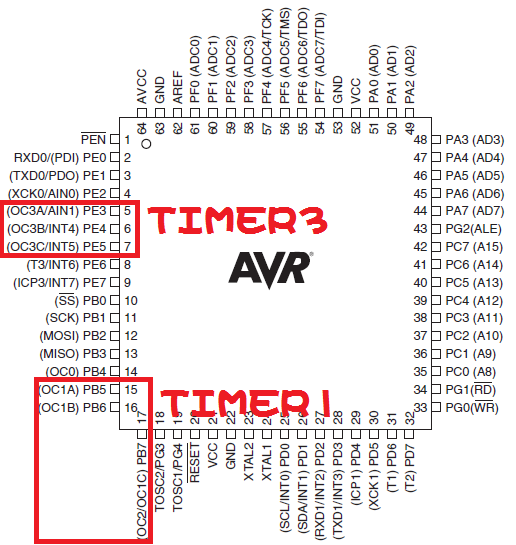 AVCC
GND
AREF
PF0 (ADC0)
PF1 (ADC1)
PF2 (ADC2)
PF3 (ADC3)
PF4 (ADC4/TCK)
PF5 (ADC5/TMS)
PF6 (ADC6/TDO)
PF7 (ADC7/TDI)
GND
VCC
PA0 (AD0)
PA1 (AD1)
PA2 (AD2)
64 63 62 61 60 59 58 57 56 55 54 53 52 51 50 49
PEN 1
RXD0/(PDI) PE0 2
(TXD0/PDO) PE1 3
(XCK0/AIN0) PE2 4
(OC3A/AIN1) PE3 5
(OC3B/INT4) PE4 6
(OC3C/INT5) PE5 7
(T3/INT6) PE6 8
(ICP3/INT7) PE7 9
(SS) PB0 10
(SCK) PB1 11
(MOSI) PB2 12
(MISO) PB3 13
(OC0) PB4 14
(OC1A) PB5 15
(OC1B) PB6 16
TIMER3
AVR®
TIMER1
48 PA3 (AD3)
47 PA4 (AD4)
46 PA5 (AD5)
45 PA6 (AD6)
44 PA7 (AD7)
43 PG2(ALE)
42 PC7 (A15)
41 PC6 (A14)
40 PC5 (A13)
39 PC4 (A12)
38 PC3 (A11)
37 PC2 (A10)
36 PC1 (A9)
35 PC0 (A8)
34 PG1(RD)
33 PG0(WR)
17 18 22 25 26 27 28 29 30 31 32
(OC2/OC1C) PB7
TOSC2/PG3
TOSC1/PG4
RESET
VCC
GND
XTAL2
XTAL1
(SCL/INT0) PD0
(SDA/INT1) PD1
(RXD1/INT2) PD2
(TXD1/INT3) PD3
(ICP1) PD4
(XCK1) PD5
(T1) PD6
(T2) PD7